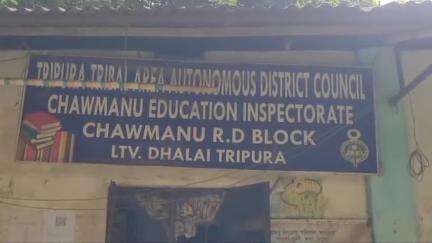 TRIPURA TRIBAL AREA AUTONOMOUS DISTRICT COUNCIL
CHAWMANU EDUCATION INSPECTORATE
CHAWMANU R.D BLOCK
LTV. DHALAI TRIPURA